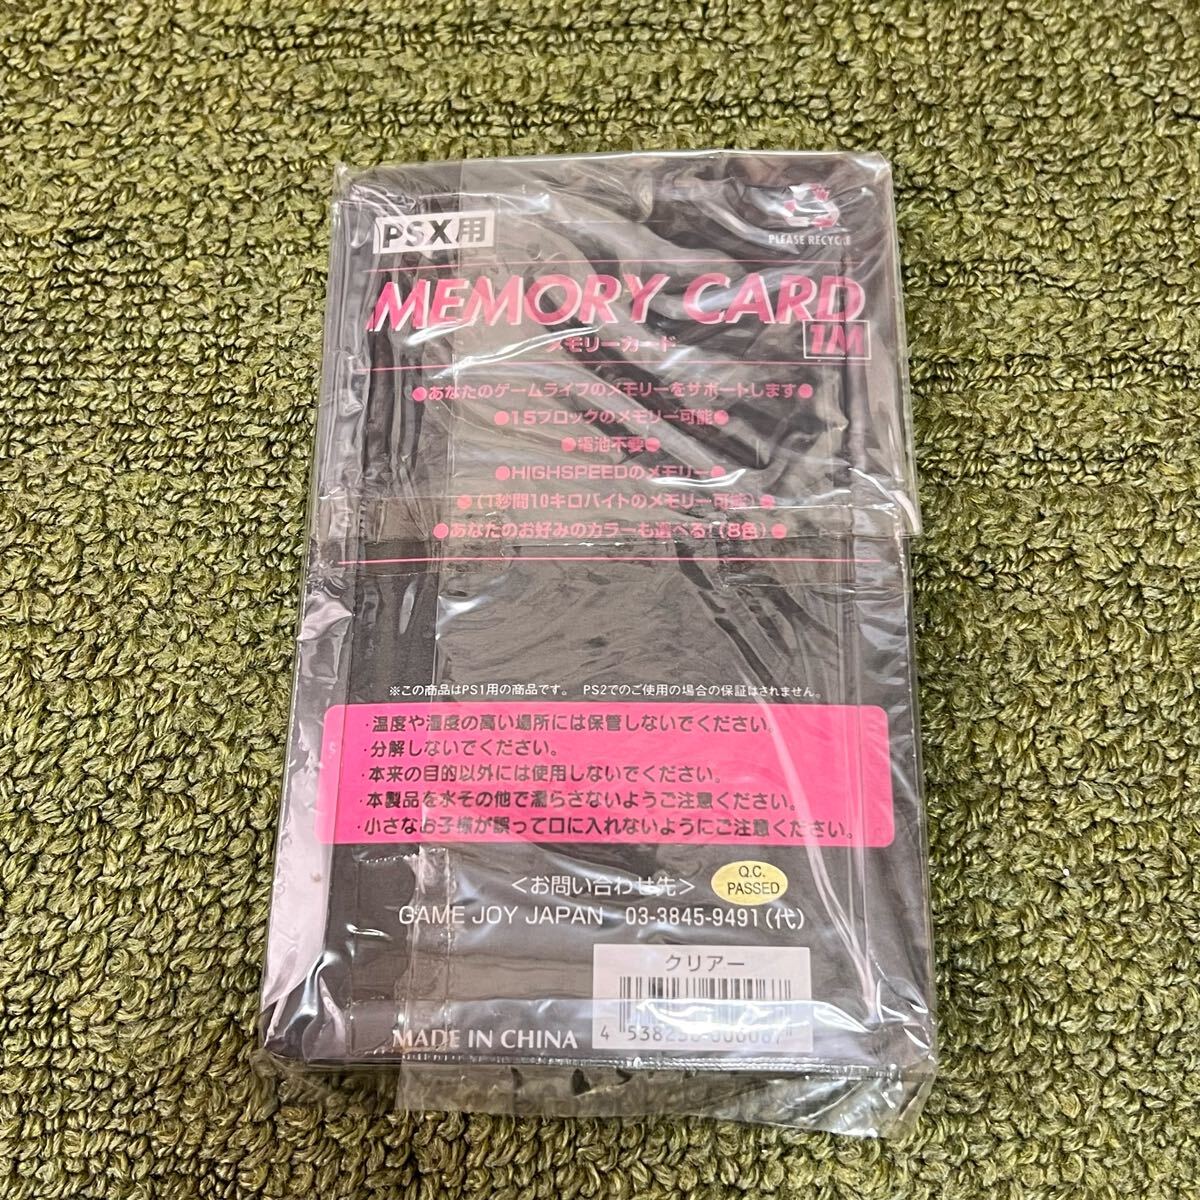 PSX用
PLEASE RECYCLE
MEMORY CARD
1M
メモリーカード
●あなたのゲームライフのメモリーをサポートします●
●15ブロックのメモリー可能●
●電池不要●
●HIGHSPEEDのメモリー●
●(1秒間10キロバイトのメモリー可能)●
●あなたのお好みのカラーも選べる!(8色)●
※この商品はPS1用の商品です。 PS2でのご使用の場合の保証はされません。
・温度や湿度の高い場所には保管しないでください。
・分解しないでください。
・本来の目的以外には使用しないでください。
・本製品を水その他で濡らさないようご注意ください。
・小さなお子様が誤って口に入れないようにご注意ください。
<お問い合わせ先>
Q.C.
PASSED
GAME JOY JAPAN 03-3845-9491(代)
クリアー
MADE IN CHINA